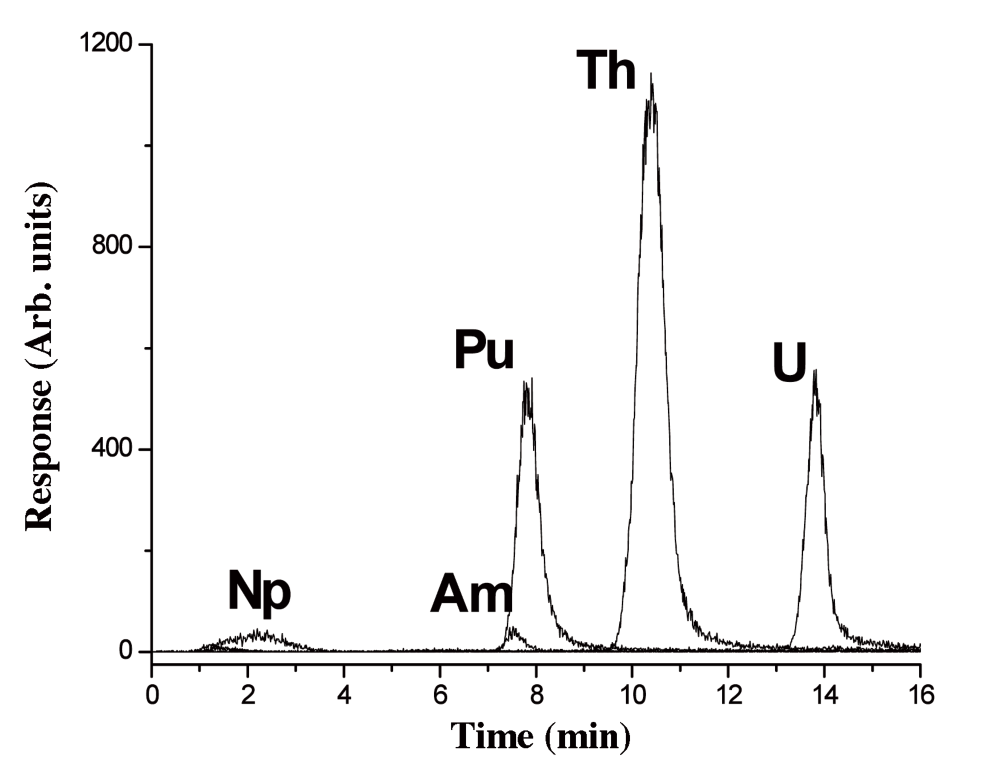 1200
Th
Response (Arb. units)
800
Pu
U
400
Np
Am
0
0 2 4 6 8 10 12 14 16
Time (min)